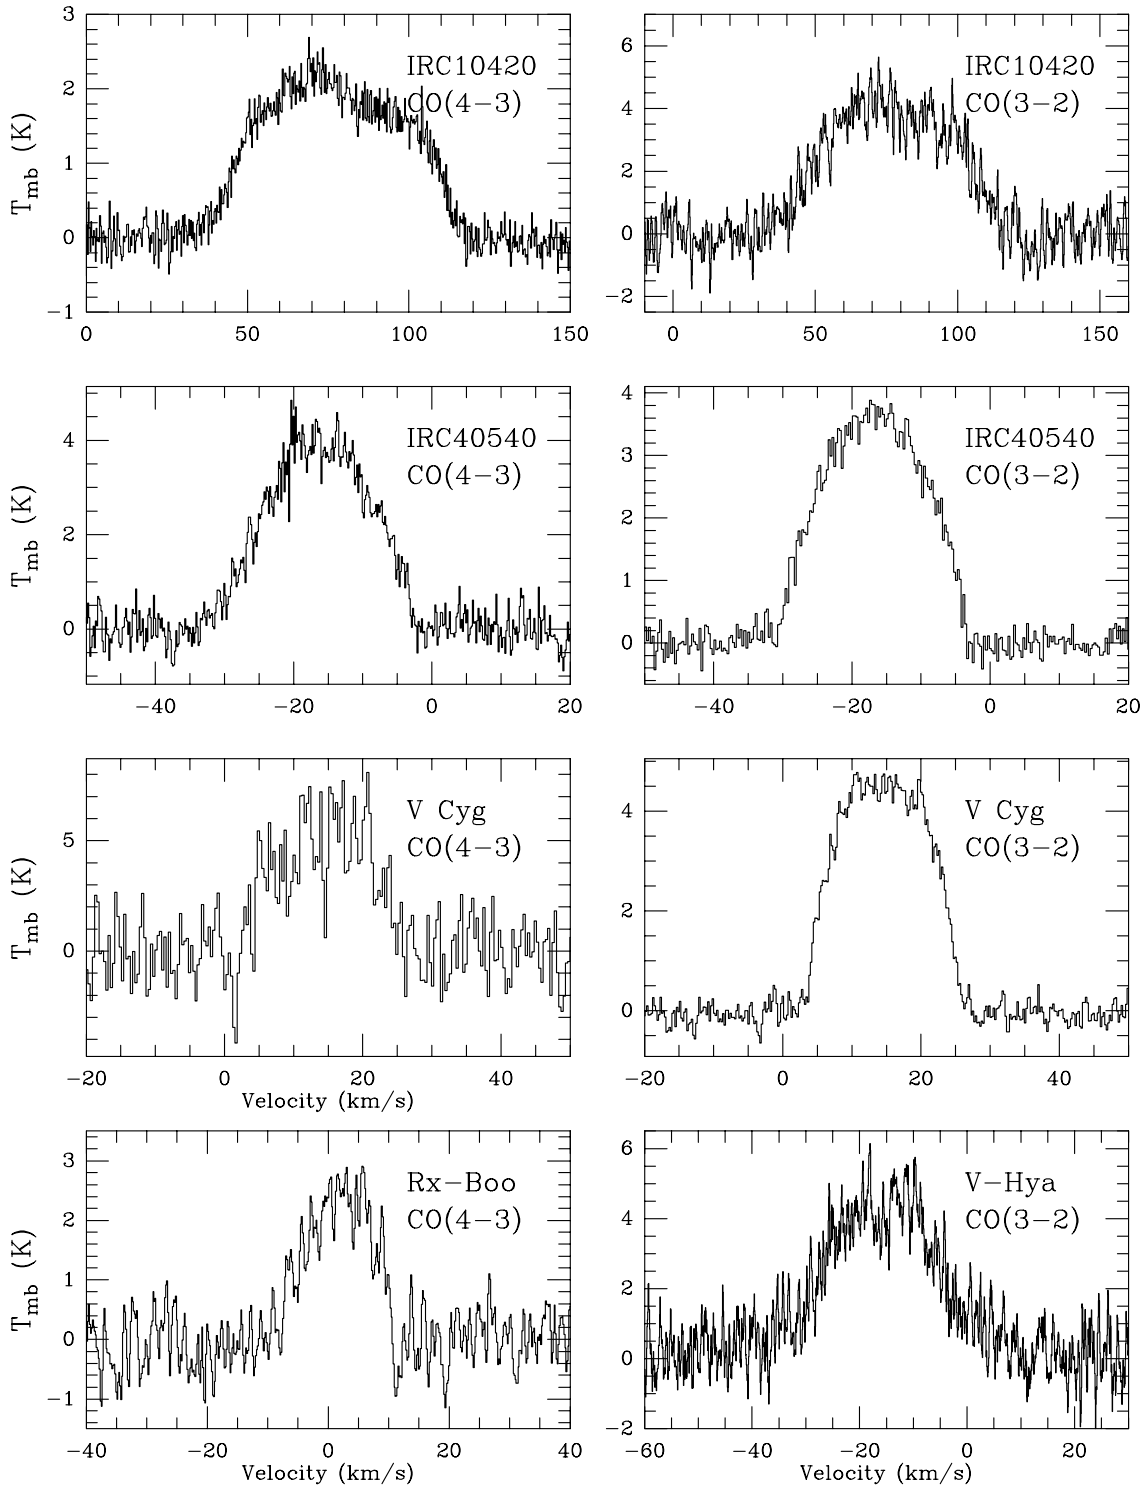 3
2
1
0
−1
T_mb (K)
IRC10420
CO(4−3)
0 50 100 150
6
4
2
0
−2
IRC10420
CO(3−2)
0 50 100 150
4
2
0
T_mb (K)
IRC40540
CO(4−3)
−40 −20 0 20
4
3
2
1
0
IRC40540
CO(3−2)
−40 −20 0 20
5
0
T_mb (K)
V Cyg
CO(4−3)
−20 0 20 40
Velocity (km/s)
4
2
0
V Cyg
CO(3−2)
−20 0 20 40
3
2
1
0
−1
T_mb (K)
Rx−Boo
CO(4−3)
−40 −20 0 20 40
Velocity (km/s)
6
4
2
0
−2
V−Hya
CO(3−2)
−60 −40 −20 0 20
Velocity (km/s)